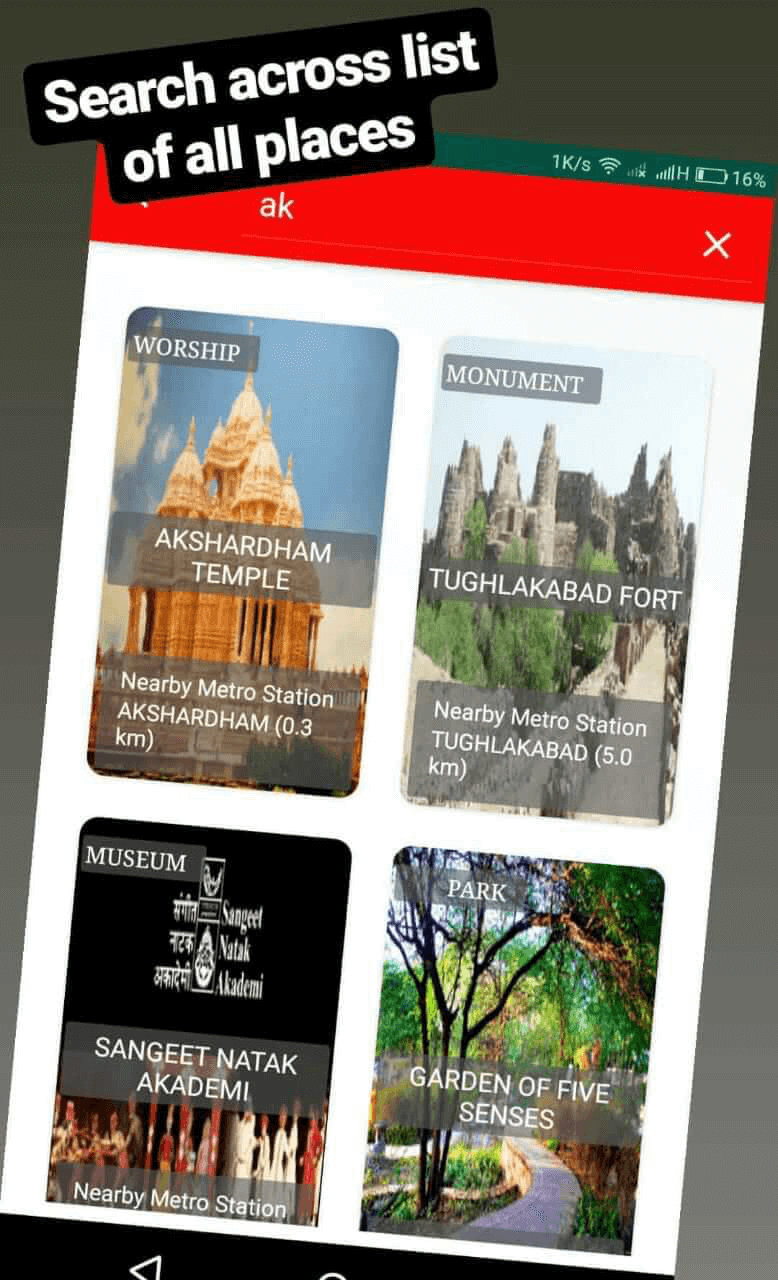 Search across list
of all places
1K/s
H
16%
ak
WORSHIP
AKSHARDHAM
TEMPLE
Nearby Metro Station
AKSHARDHAM (0.3
km)
MONUMENT
TUGHLAKABAD FORT
Nearby Metro Station
TUGHLAKABAD (5.0
km)
MUSEUM
संगीत
नाटक
अकादेमी
Sangeet
Natak
Akademi
SANGEET NATAK
AKADEMI
Nearby Metro Station
PARK
GARDEN OF FIVE
SENSES